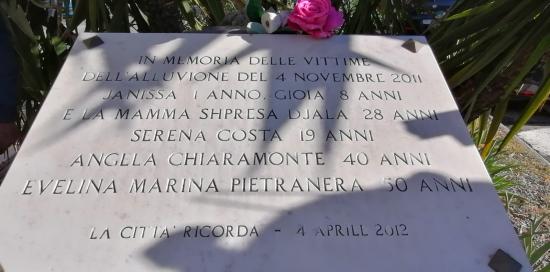 IN MEMORIA DELLE VITTIME
DELL'ALLUVIONE DEL 4 NOVEMBRE 2011
JANISSA 1 ANNO, GIOIA 8 ANNI
E LA MAMMA SHPRESA DJALA 28 ANNI
SERENA COSTA 19 ANNI
ANGELA CHIARAMONTE 40 ANNI
EVELINA MARINA PIETRANERA 50 ANNI
LA CITTA' RICORDA - 4 APRILE 2012